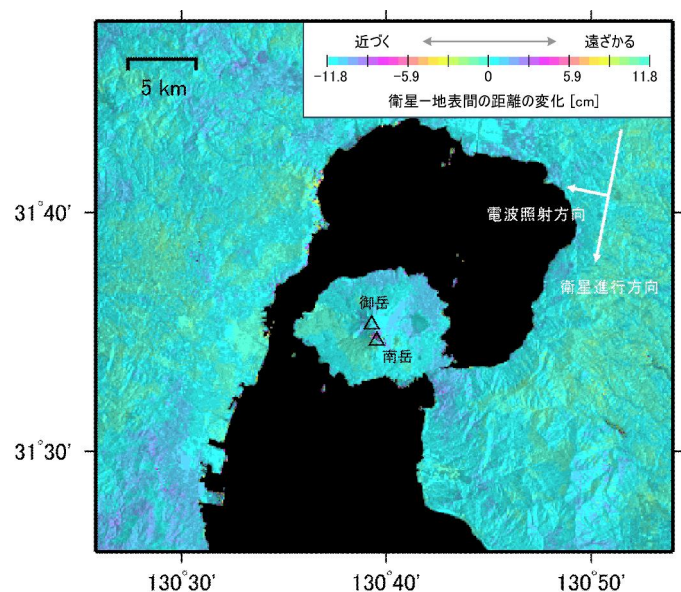 近づく 遠ざかる
-11.8 -5.9 0 5.9 11.8
衛星－地表間の距離の変化 [cm]
5 km
31°40'
電波照射方向
衛星進行方向
御岳
南岳
31°30'
130°30' 130°40' 130°50'